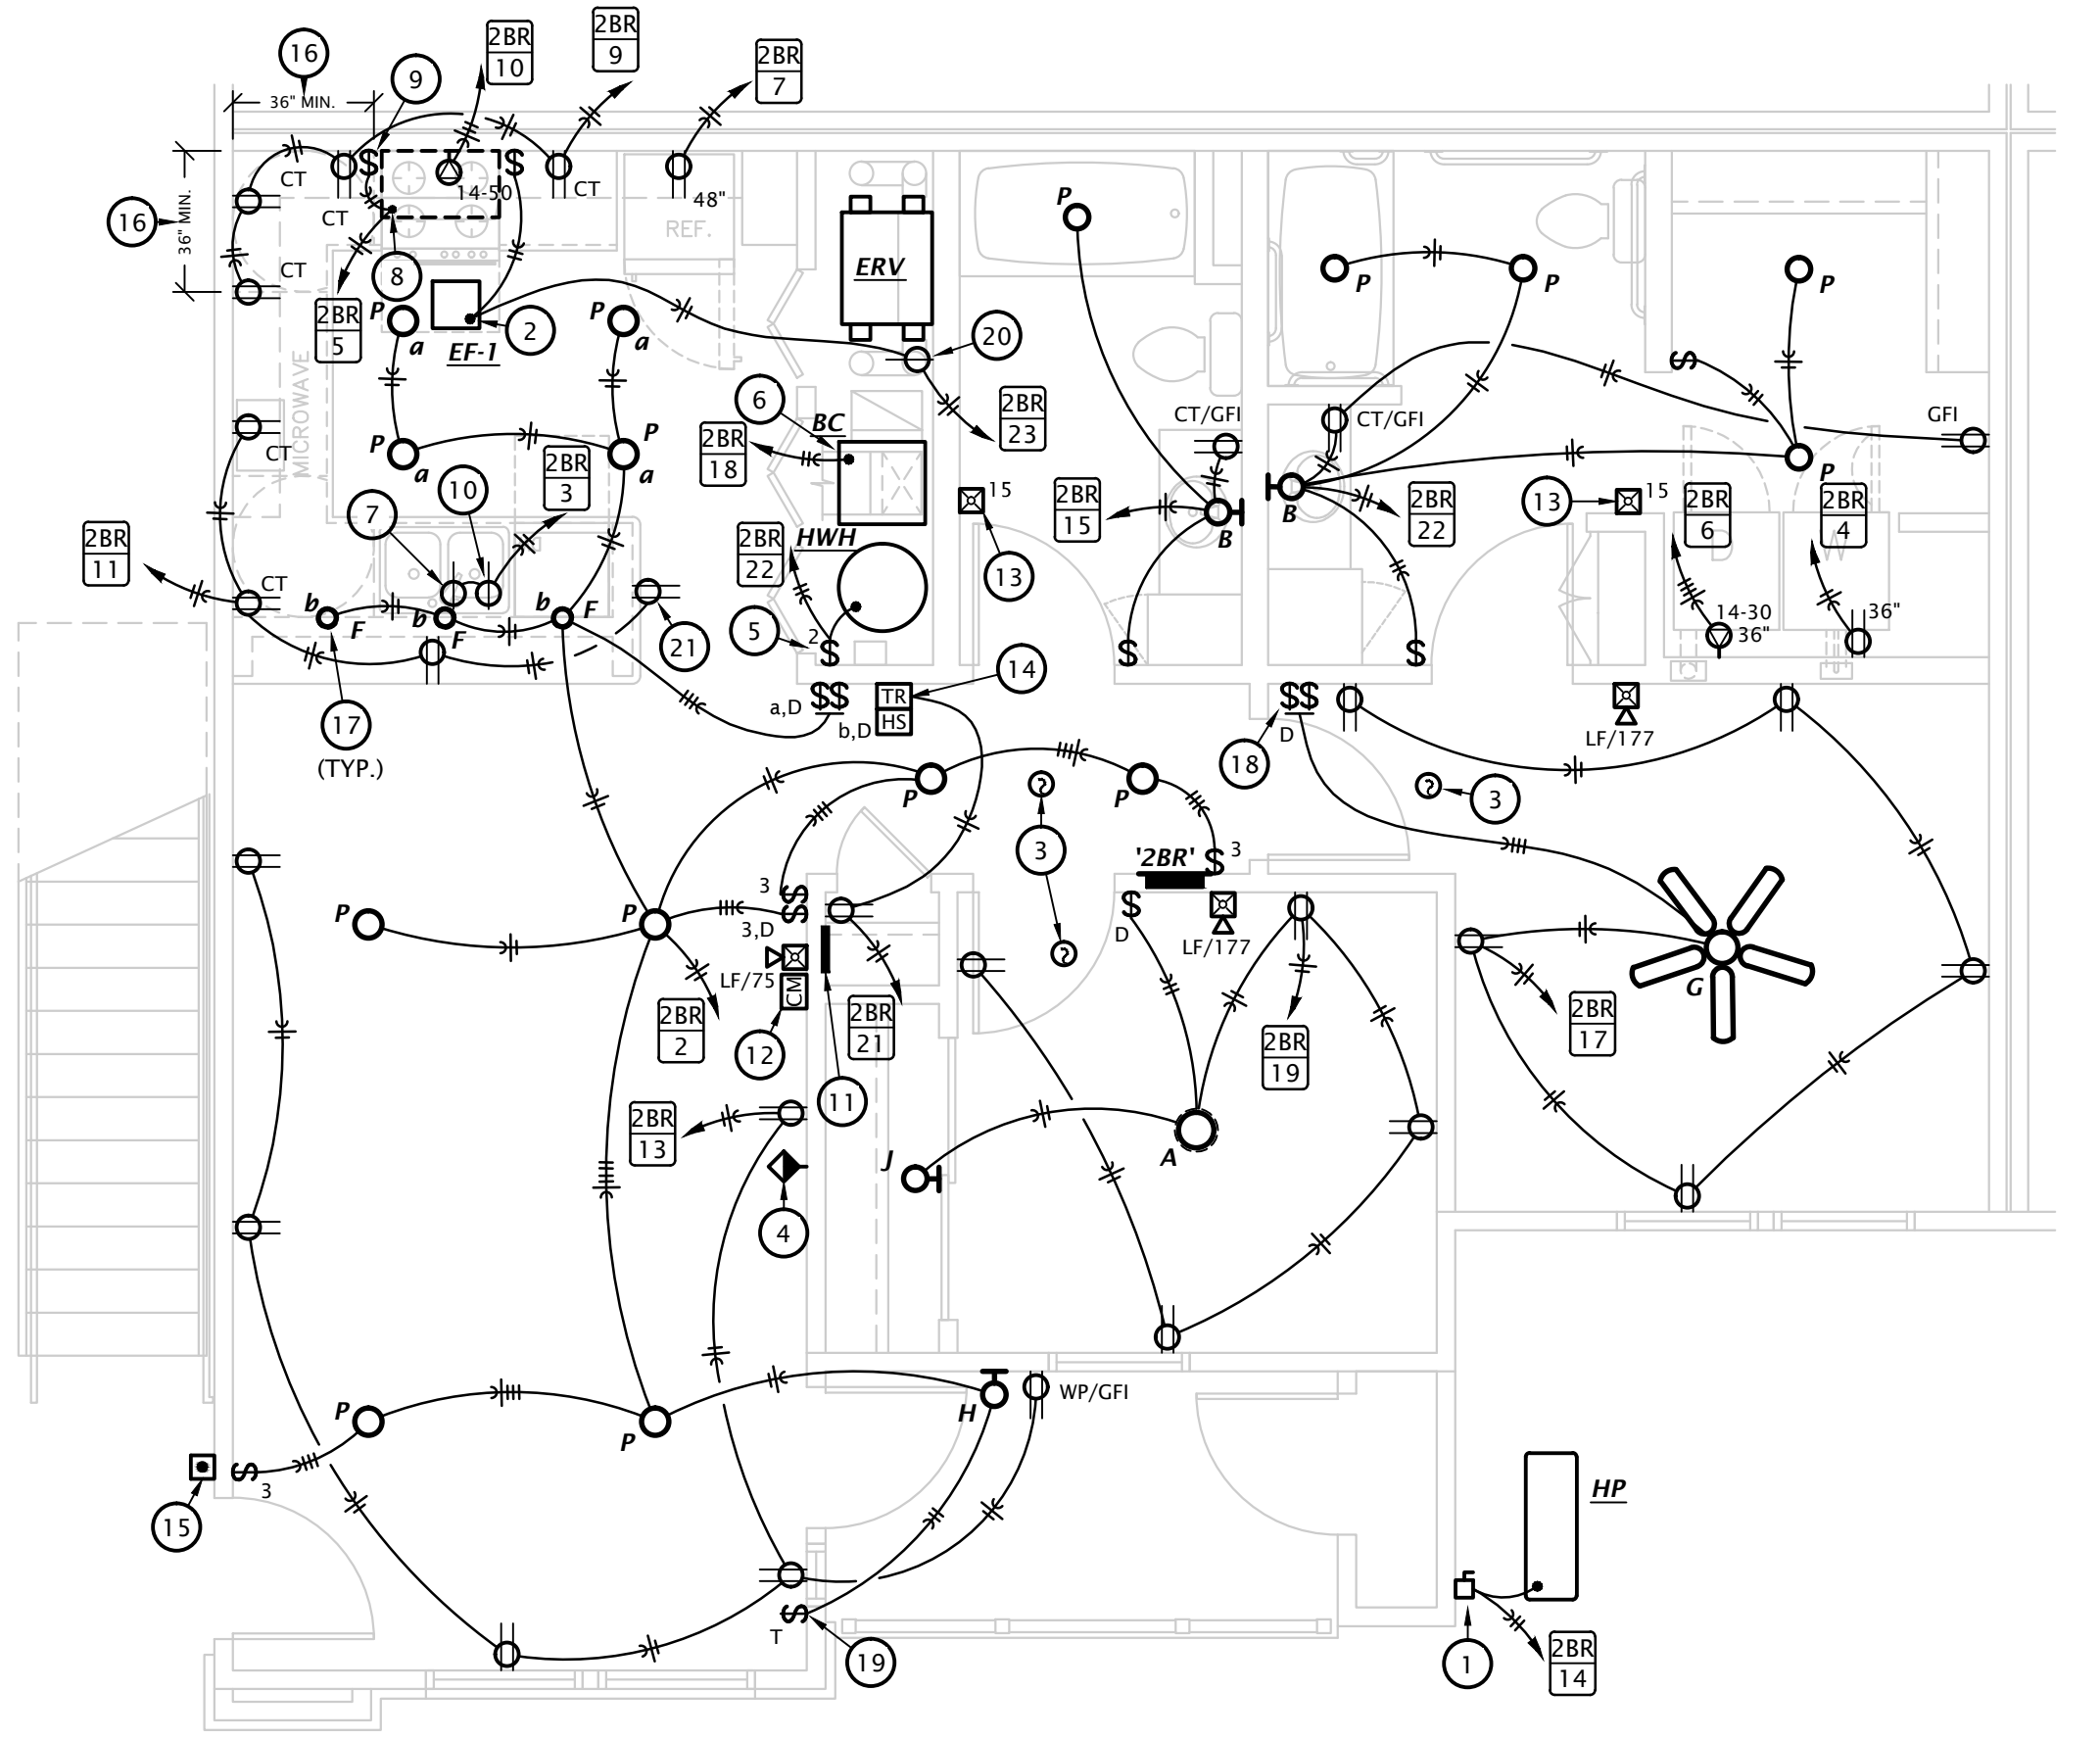 16
9
2BR
10
2BR
9
2BR
7
36" MIN.
16
36" MIN.
CT
CT
14-50
CT
48"
REF.
P
ERV
CT
8
2BR
5
P
a
EF-1
2
P
a
20
P
P
P
MICROWAVE
6
BC
2BR
23
CT/GFI
CT/GFI
GFI
P
a
CT
P
a
2BR
18
10
2BR
3
7
15
2BR
15
B
B
2BR
22
13
15
2BR
6
P
2BR
4
D
W
2BR
11
CT
HWH
2BR
22
13
b
F
b
F
b
F
5
2
21
14-30
36"
36"
17
(TYP.)
14
a,D
TR
HS
b,D
18
D
LF/177
P
P
3
3
'2BR'
3
P
P
3
3,D
LF/75
CM
12
2BR
2
2BR
21
D
LF/177
G
2BR
17
2BR
19
11
2BR
13
4
J
A
P
P
H
WP/GFI
3
15
HP
T
19
1
2BR
14